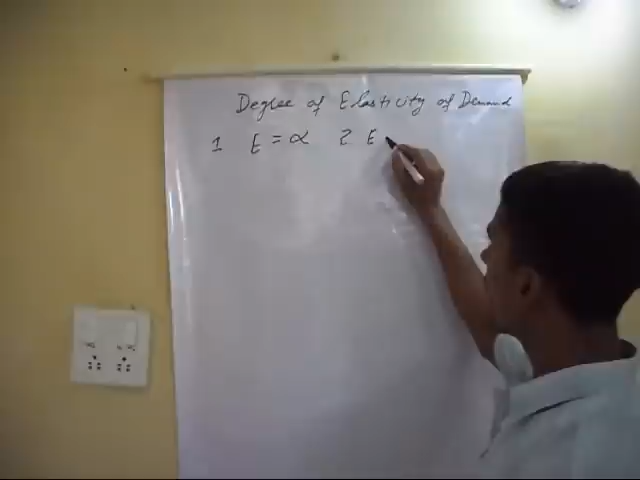 Degree of Elasticity of Demand
1 E = ∝ 2 E